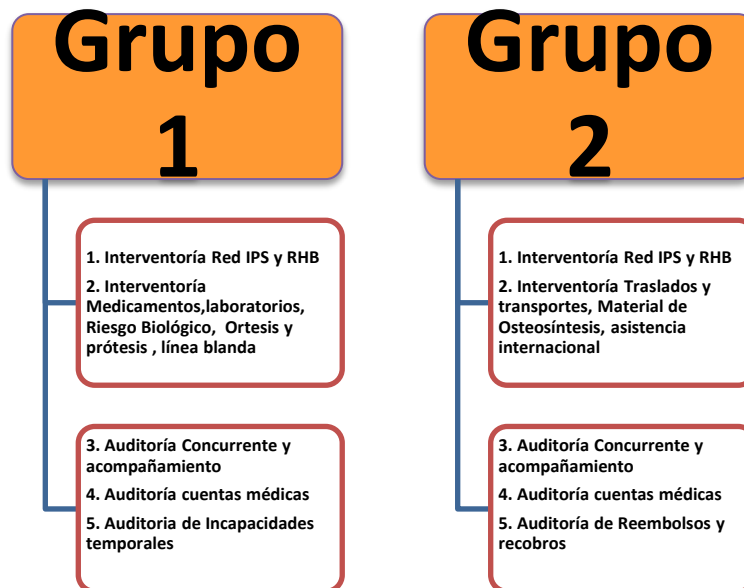 Grupo
1
1. Interventoría Red IPS y RHB
2. Interventoría
Medicamentos,laboratorios,
Riesgo Biológico, Ortesis y
prótesis , línea blanda
3. Auditoría Concurrente y
acompañamiento
4. Auditoría cuentas médicas
5. Auditoria de Incapacidades
temporales
Grupo
2
1. Interventoría Red IPS y RHB
2. Interventoría Traslados y
transportes, Material de
Osteosíntesis, asistencia
internacional
3. Auditoría Concurrente y
acompañamiento
4. Auditoría cuentas médicas
5. Auditoría de Reembolsos y
recobros